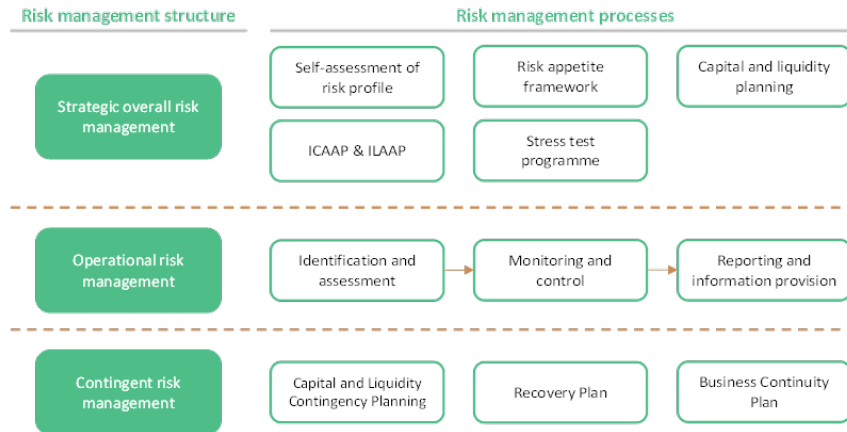 Risk management structure
Risk management processes
Strategic overall risk
management
Self-assessment of
risk profile
Risk appetite
framework
Capital and liquidity
planning
ICAAP & ILAAP
Stress test
programme
Operational risk
management
Identification and
assessment
Monitoring and
control
Reporting and
information provision
Contingent risk
management
Capital and Liquidity
Contingency Planning
Recovery Plan
Business Continuity
Plan